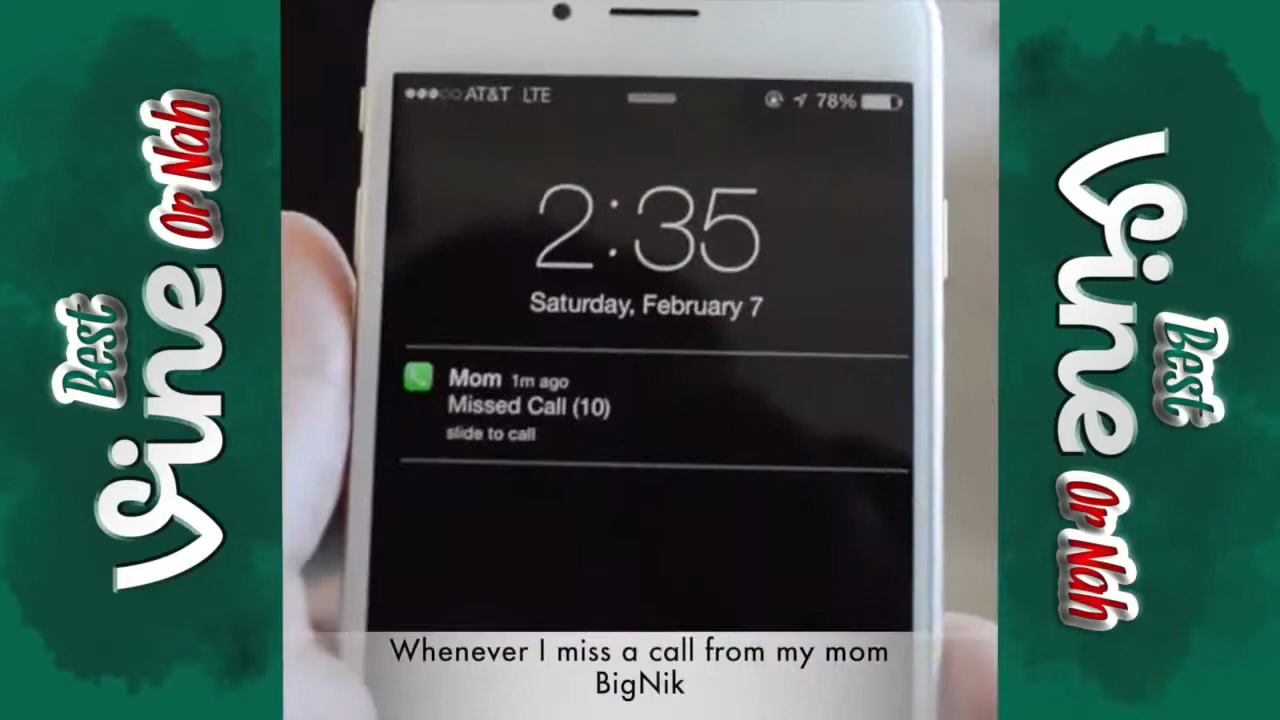 Best
Vine
Or Nah
AT&T LTE
78%
2:35
Saturday, February 7
Mom 1m ago
Missed Call (10)
slide to call
Whenever I miss a call from my mom
BigNik
Best
Vine
Or Nah